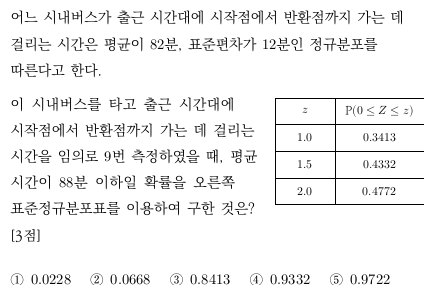 어느 시내버스가 출근 시간대에 시작점에서 반환점까지 가는 데
걸리는 시간은 평균이 82분, 표준편차가 12분인 정규분포를
따른다고 한다.
이 시내버스를 타고 출근 시간대에
시작점에서 반환점까지 가는 데 걸리는
시간을 임의로 9번 측정하였을 때, 평균
시간이 88분 이하일 확률을 오른쪽
표준정규분포표를 이용하여 구한 것은?
[3점]
z P(0 ≤ Z ≤ z)
1.0 0.3413
1.5 0.4332
2.0 0.4772
① 0.0228 ② 0.0668 ③ 0.8413 ④ 0.9332 ⑤ 0.9722